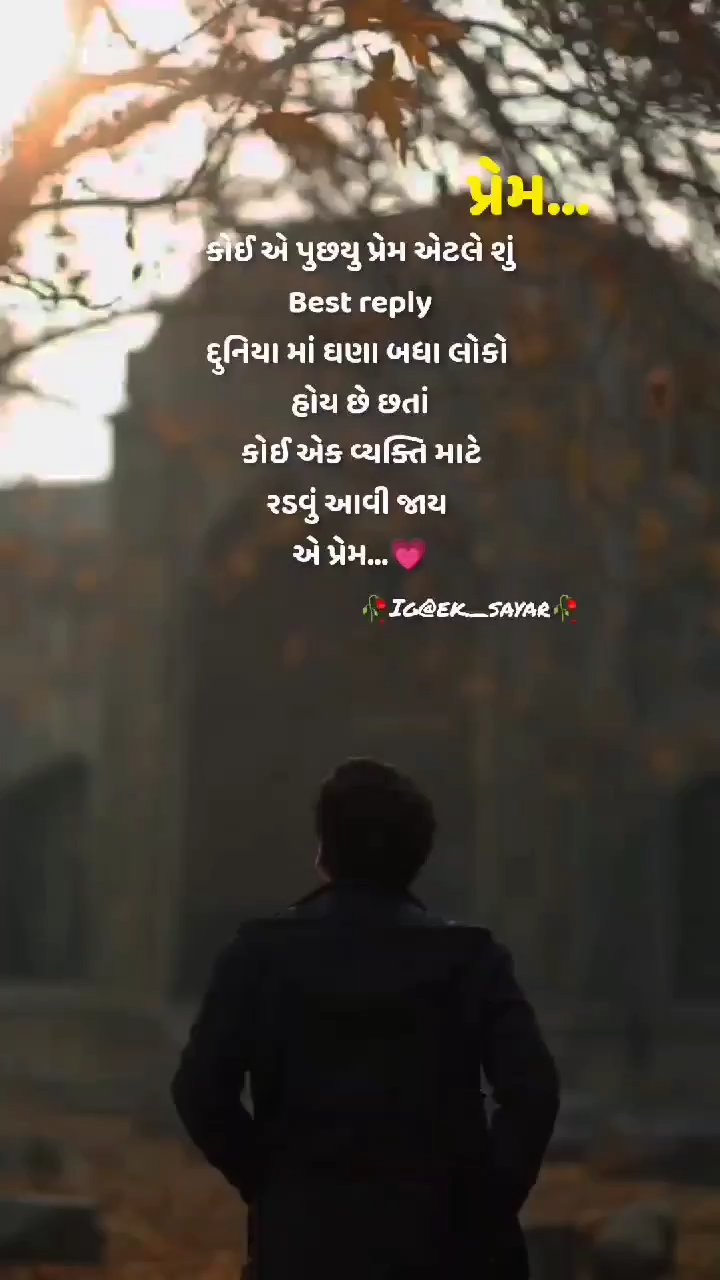 પ્રેમ...
કોઈ એ પુછયુ પ્રેમ એટલે શું
Best reply
દુનિયા માં ઘણા બધા લોકો
હોય છે છતાં
કોઈ એક વ્યક્તિ માટે
રડવું આવી જાય
એ પ્રેમ...💗
🥀IG@EK_SAYAR🥀